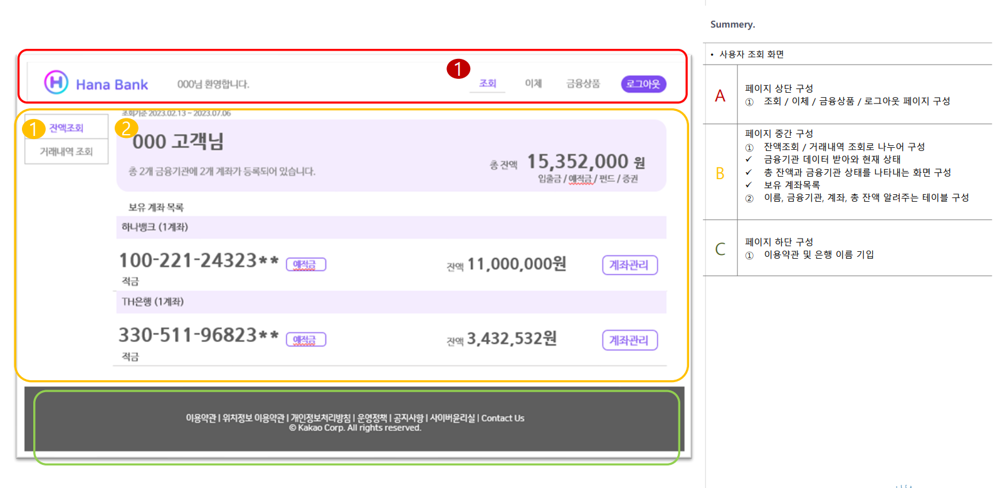 Summery.
• 사용자 조회 화면
A
페이지 상단 구성
① 조회 / 이체 / 금융상품 / 로그아웃 페이지 구성
B
페이지 중간 구성
① 잔액조회 / 거래내역 조회로 나누어 구성
✓ 금융기관 데이터 받아와 현재 상태
✓ 총 잔액과 금융기관 상태를 나타내는 화면 구성
✓ 보유 계좌목록
② 이름, 금융기관, 계좌, 총 잔액 알려주는 테이블 구성
C
페이지 하단 구성
① 이용약관 및 은행 이름 기입
1
H Hana Bank 000님 환영합니다. 조회 이체 금융상품 로그아웃
조회기준 2023.02.13 ~ 2023.07.06
1 잔액조회
거래내역 조회
2
000 고객님
총 2개 금융기관에 2개 계좌가 등록되어 있습니다.
총 잔액 15,352,000 원
입출금 / 예적금 / 펀드 / 증권
보유 계좌 목록
하나뱅크 (1계좌)
100-221-24323** 예적금 잔액 11,000,000원 계좌관리
적금
TH은행 (1계좌)
330-511-96823** 예적금 잔액 3,432,532원 계좌관리
적금
이용약관 | 위치정보 이용약관 | 개인정보처리방침 | 운영정책 | 공지사항 | 사이버윤리실 | Contact Us
© Kakao Corp. All rights reserved.